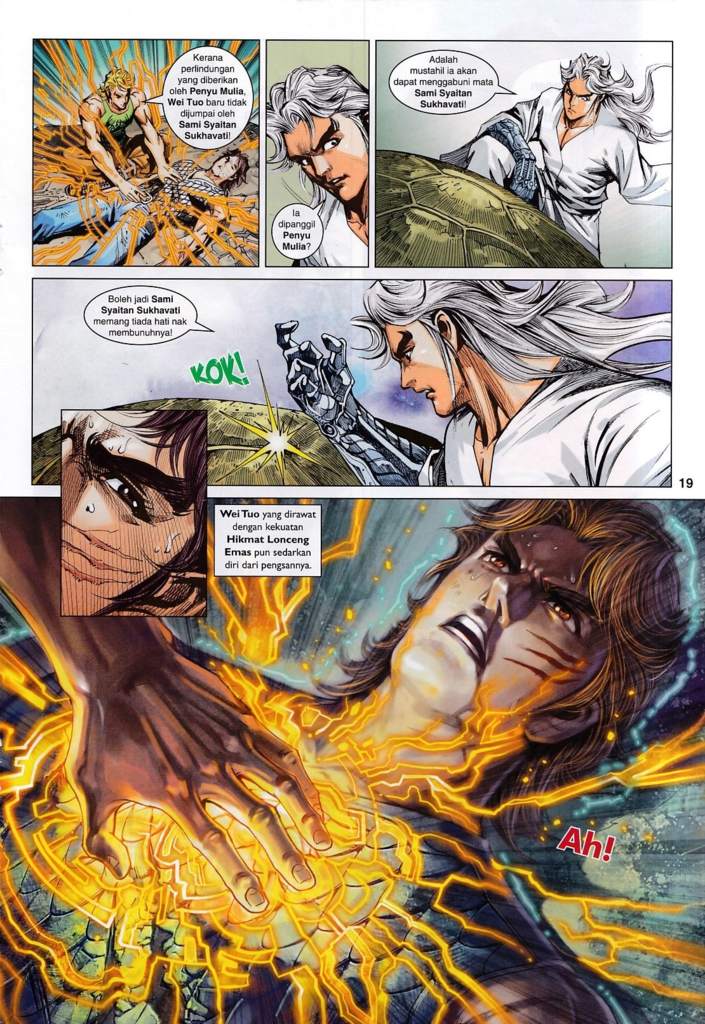 Kerana
perlindungan
yang diberikan
oleh Penyu Mulia,
Wei Tuo baru tidak
dijumpai oleh
Sami Syaitan
Sukhavati!
Ia
dipanggil
Penyu
Mulia?
Adalah
mustahil ia akan
dapat menggabuni mata
Sami Syaitan
Sukhavati!
Boleh jadi Sami
Syaitan Sukhavati
memang tiada hati nak
membunuhnya!
KOK!
19
Wei Tuo yang dirawat
dengan kekuatan
Hikmat Lonceng
Emas pun sedarkan
diri dari pengsannya.
Ah!